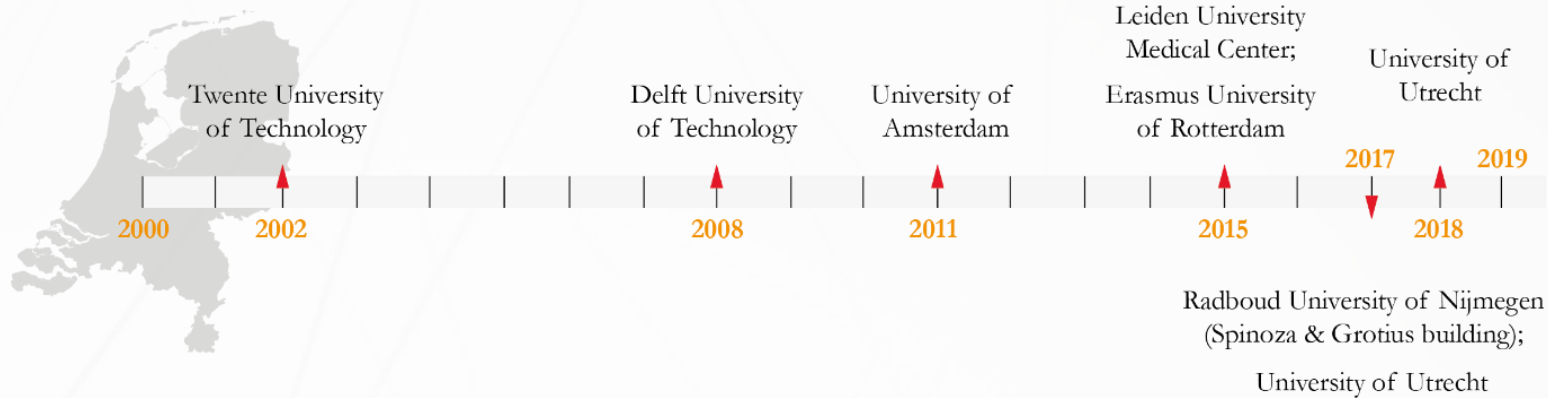 Leiden University
Medical Center;
University of
Utrecht
Twente University
of Technology
Delft University
of Technology
University of
Amsterdam
Erasmus University
of Rotterdam
2017
2019
2000
2002
2008
2011
2015
2018
Radboud University of Nijmegen
(Spinoza & Grotius building);
University of Utrecht